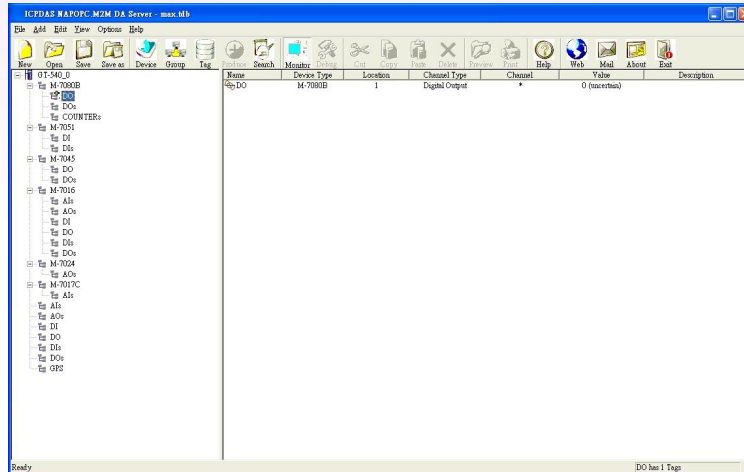 ICPDAS NAPOPC.M2M DA Server - max.tlb
File Add Edit View Options Help
New Open Save Save as Device Group Tag Produce Search Monitor Debug Cut Copy Paste Delete Preview Print Help Web Mail About Exit
Name Device Type Location Channel Type Channel Value Description
DO M-7080B 1 Digital Output * 0 (uncertain)
GT-540_0
M-7080B
DO
DOs
COUNTERs
M-7051
DI
DIs
M-7045
DO
DOs
M-7016
AIs
AOs
DI
DO
DIs
DOs
M-7024
AOs
M-7017C
AIs
AIs
AOs
DI
DO
DIs
DOs
GPS
Ready DO has 1 Tags